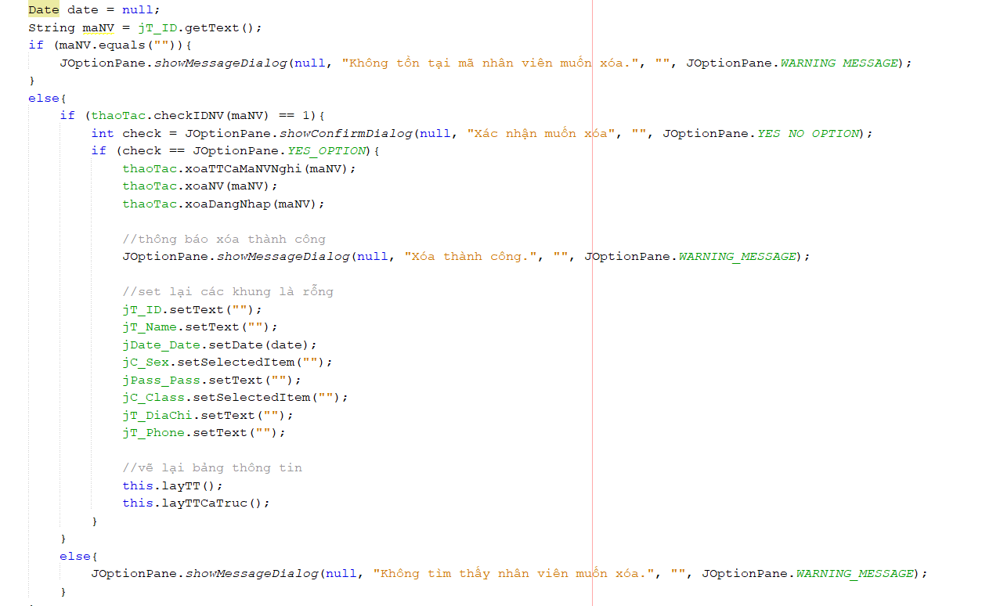 Date date = null;
String maNV = jT_ID.getText();
if (maNV.equals("")){
JOptionPane.showMessageDialog(null, "Không tồn tại mã nhân viên muốn xóa.", "", JOptionPane.WARNING_MESSAGE);
}
else{
if (thaoTac.checkIDNV(maNV) == 1){
int check = JOptionPane.showConfirmDialog(null, "Xác nhận muốn xóa", "", JOptionPane.YES_NO_OPTION);
if (check == JOptionPane.YES_OPTION){
thaoTac.xoaTTCaMaNVNghi(maNV);
thaoTac.xoaNV(maNV);
thaoTac.xoaDangNhap(maNV);
//thông báo xóa thành công
JOptionPane.showMessageDialog(null, "Xóa thành công.", "", JOptionPane.WARNING_MESSAGE);
//set lại các khung là rỗng
jT_ID.setText("");
jT_Name.setText("");
jDate_Date.setDate(date);
jC_Sex.setSelectedItem("");
jPass_Pass.setText("");
jC_Class.setSelectedItem("");
jT_DiaChi.setText("");
jT_Phone.setText("");
//vẽ lại bảng thông tin
this.layTT();
this.layTTCaTruc();
}
}
else{
JOptionPane.showMessageDialog(null, "Không tìm thấy nhân viên muốn xóa.", "", JOptionPane.WARNING_MESSAGE);
}